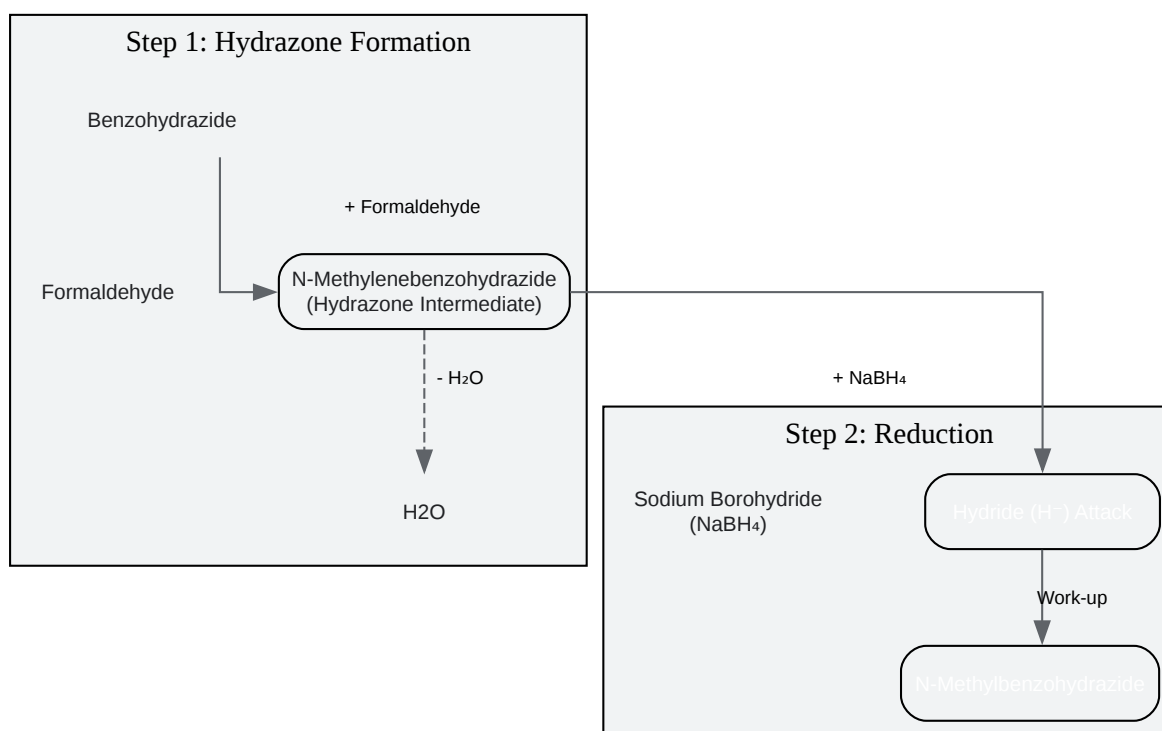 Step 1: Hydrazone Formation
Benzohydrazide
+ Formaldehyde
Formaldehyde
N-Methylenebenzohydrazide
(Hydrazone Intermediate)
- H₂O
H2O
+ NaBH₄
Step 2: Reduction
Sodium Borohydride
(NaBH₄)
Hydride (H⁻) Attack
Work-up
N-Methylbenzohydrazide